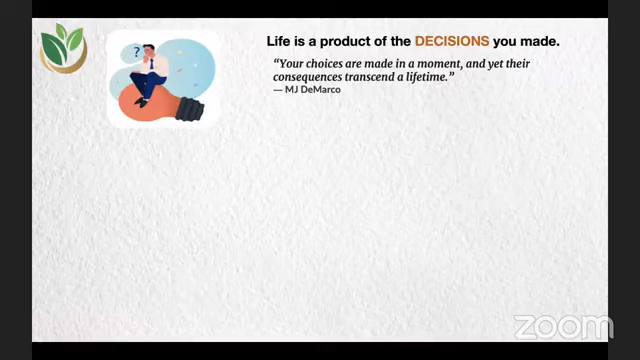 Life is a product of the DECISIONS you made.
?
“Your choices are made in a moment, and yet their
consequences transcend a lifetime.”
— MJ DeMarco
zoom